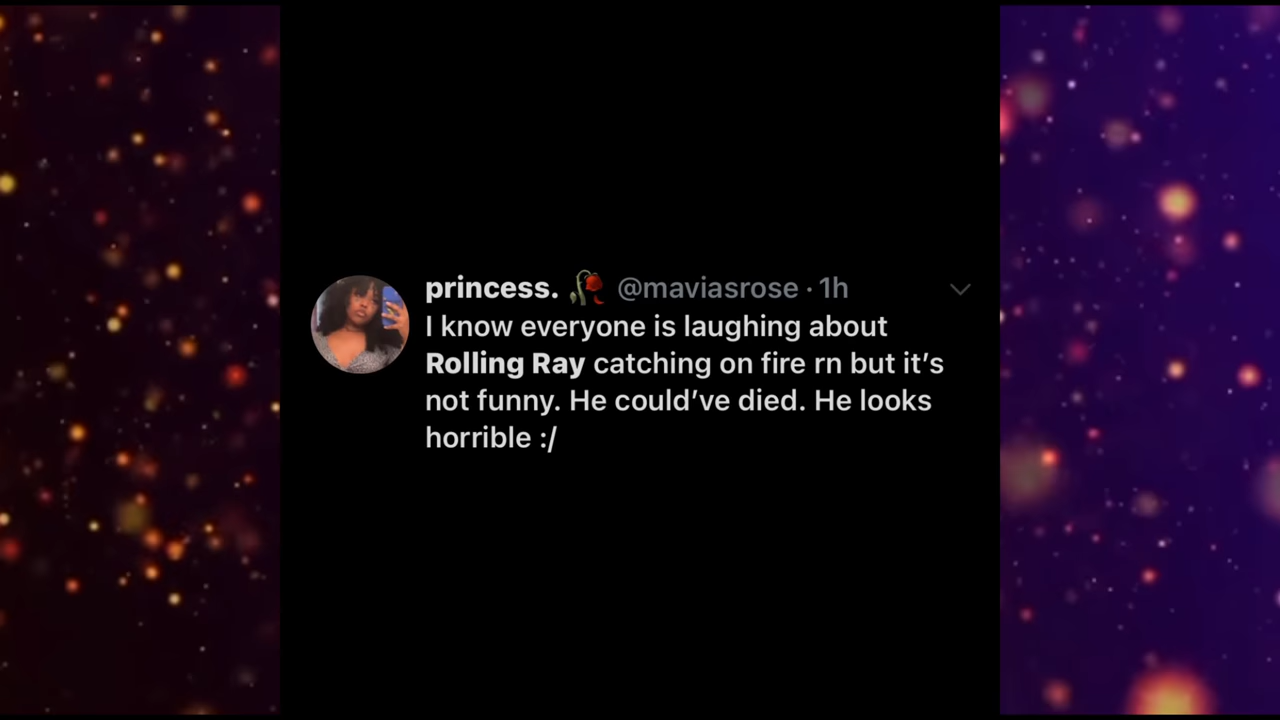 princess. 🥀 @maviasrose · 1h
I know everyone is laughing about
Rolling Ray catching on fire rn but it’s
not funny. He could’ve died. He looks
horrible :/